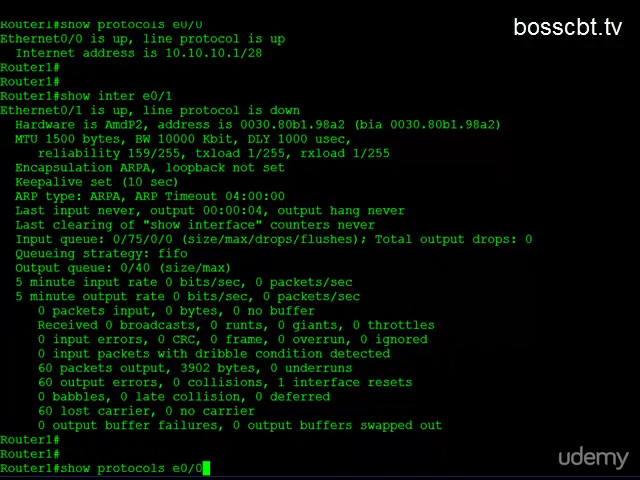 bosscbt.tv
Router1#show protocols e0/0
Ethernet0/0 is up, line protocol is up
Internet address is 10.10.10.1/28
Router1#
Router1#
Router1#show inter e0/1
Ethernet0/1 is up, line protocol is down
Hardware is AmdP2, address is 0030.80b1.98a2 (bia 0030.80b1.98a2)
MTU 1500 bytes, BW 10000 Kbit, DLY 1000 usec,
reliability 159/255, txload 1/255, rxload 1/255
Encapsulation ARPA, loopback not set
Keepalive set (10 sec)
ARP type: ARPA, ARP Timeout 04:00:00
Last input never, output 00:00:04, output hang never
Last clearing of "show interface" counters never
Input queue: 0/75/0/0 (size/max/drops/flushes); Total output drops: 0
Queueing strategy: fifo
Output queue: 0/40 (size/max)
5 minute input rate 0 bits/sec, 0 packets/sec
5 minute output rate 0 bits/sec, 0 packets/sec
0 packets input, 0 bytes, 0 no buffer
Received 0 broadcasts, 0 runts, 0 giants, 0 throttles
0 input errors, 0 CRC, 0 frame, 0 overrun, 0 ignored
0 input packets with dribble condition detected
60 packets output, 3902 bytes, 0 underruns
60 output errors, 0 collisions, 1 interface resets
0 babbles, 0 late collision, 0 deferred
60 lost carrier, 0 no carrier
0 output buffer failures, 0 output buffers swapped out
Router1#
Router1#
Router1#show protocols e0/0
udemy